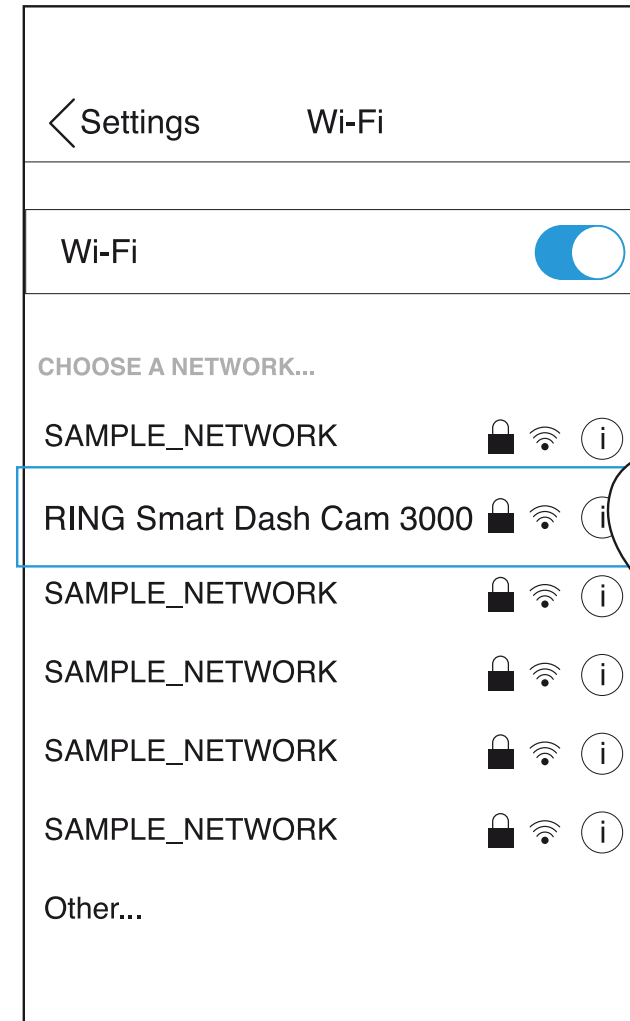 Settings Wi-Fi
Wi-Fi
CHOOSE A NETWORK...
SAMPLE_NETWORK i
RING Smart Dash Cam 3000 i
SAMPLE_NETWORK i
SAMPLE_NETWORK i
SAMPLE_NETWORK i
SAMPLE_NETWORK i
Other...